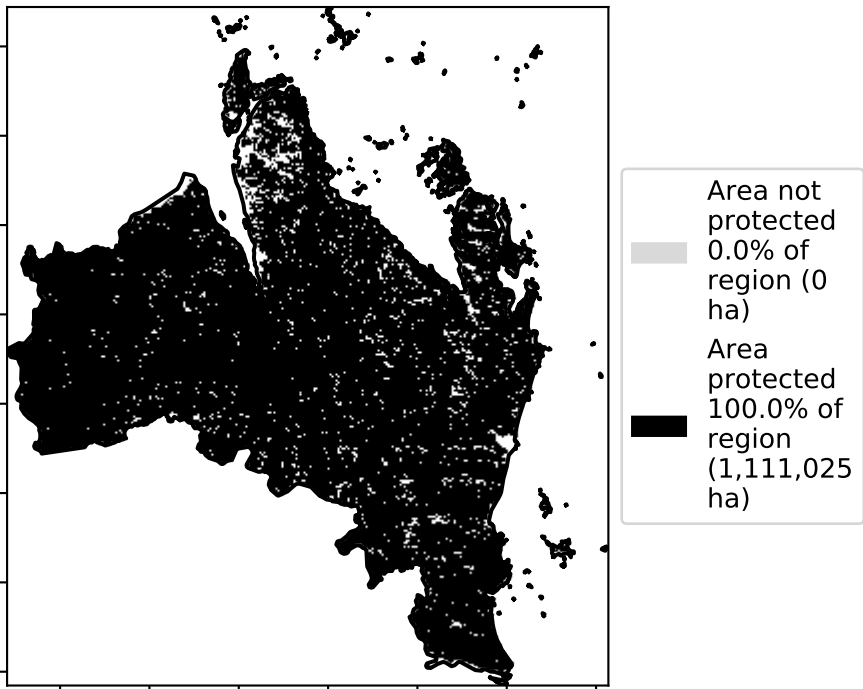 Area not
protected
0.0% of
region (0
ha)
Area
protected
100.0% of
region
(1,111,025
ha)